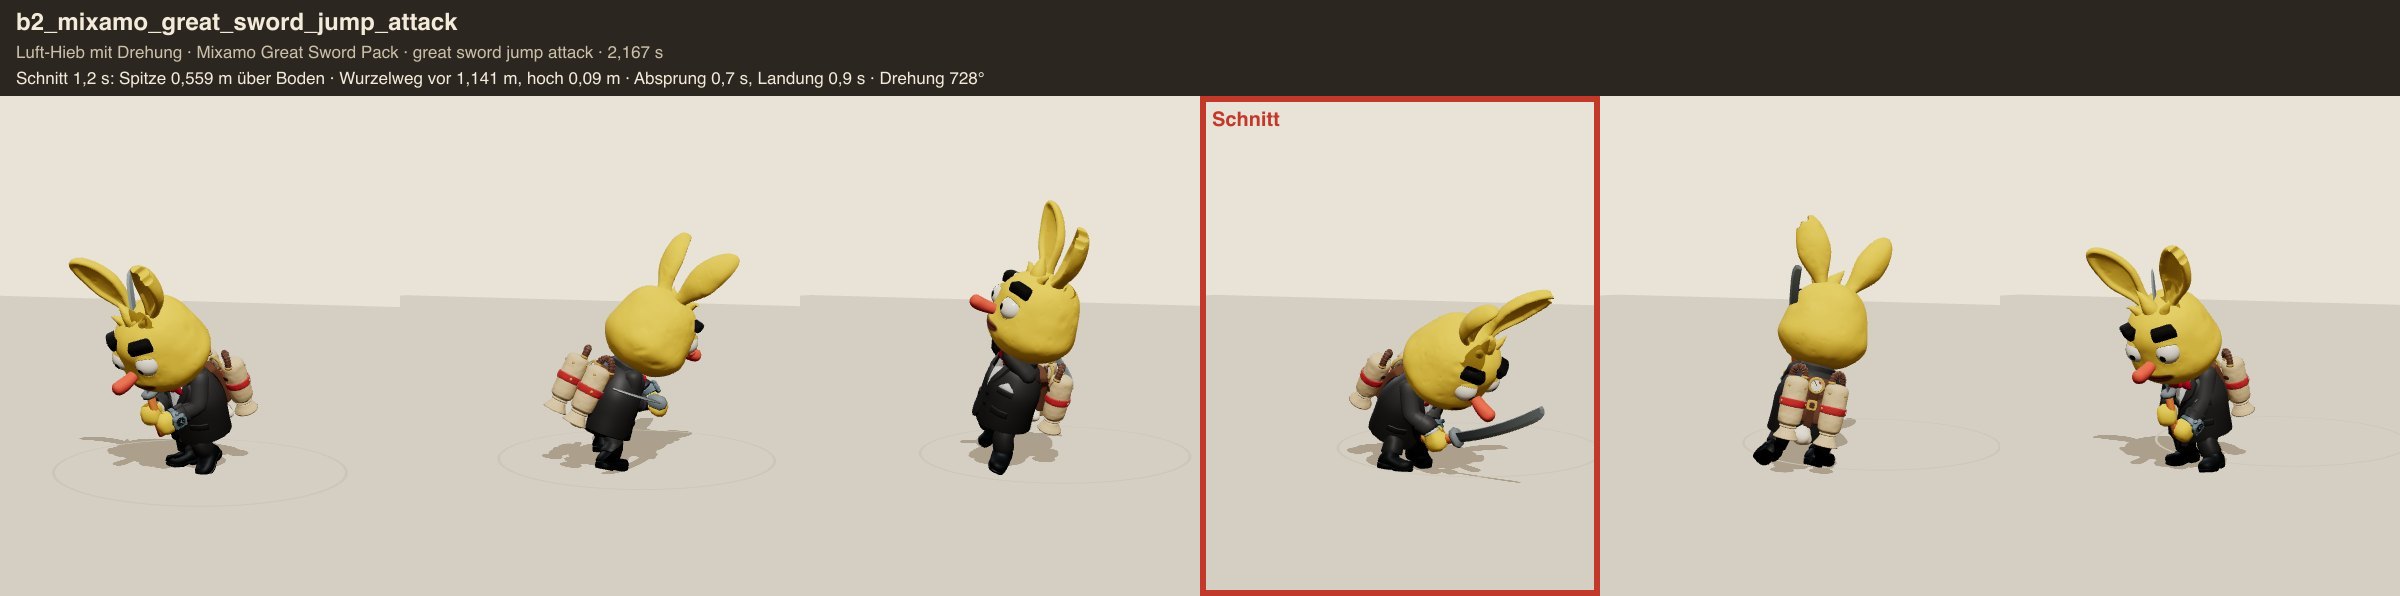 b2_mixamo_great_sword_jump_attack
Luft-Hieb mit Drehung · Mixamo Great Sword Pack · great sword jump attack · 2,167 s
Schnitt 1,2 s: Spitze 0,559 m über Boden · Wurzelweg vor 1,141 m, hoch 0,09 m · Absprung 0,7 s, Landung 0,9 s · Drehung 728°
Schnitt